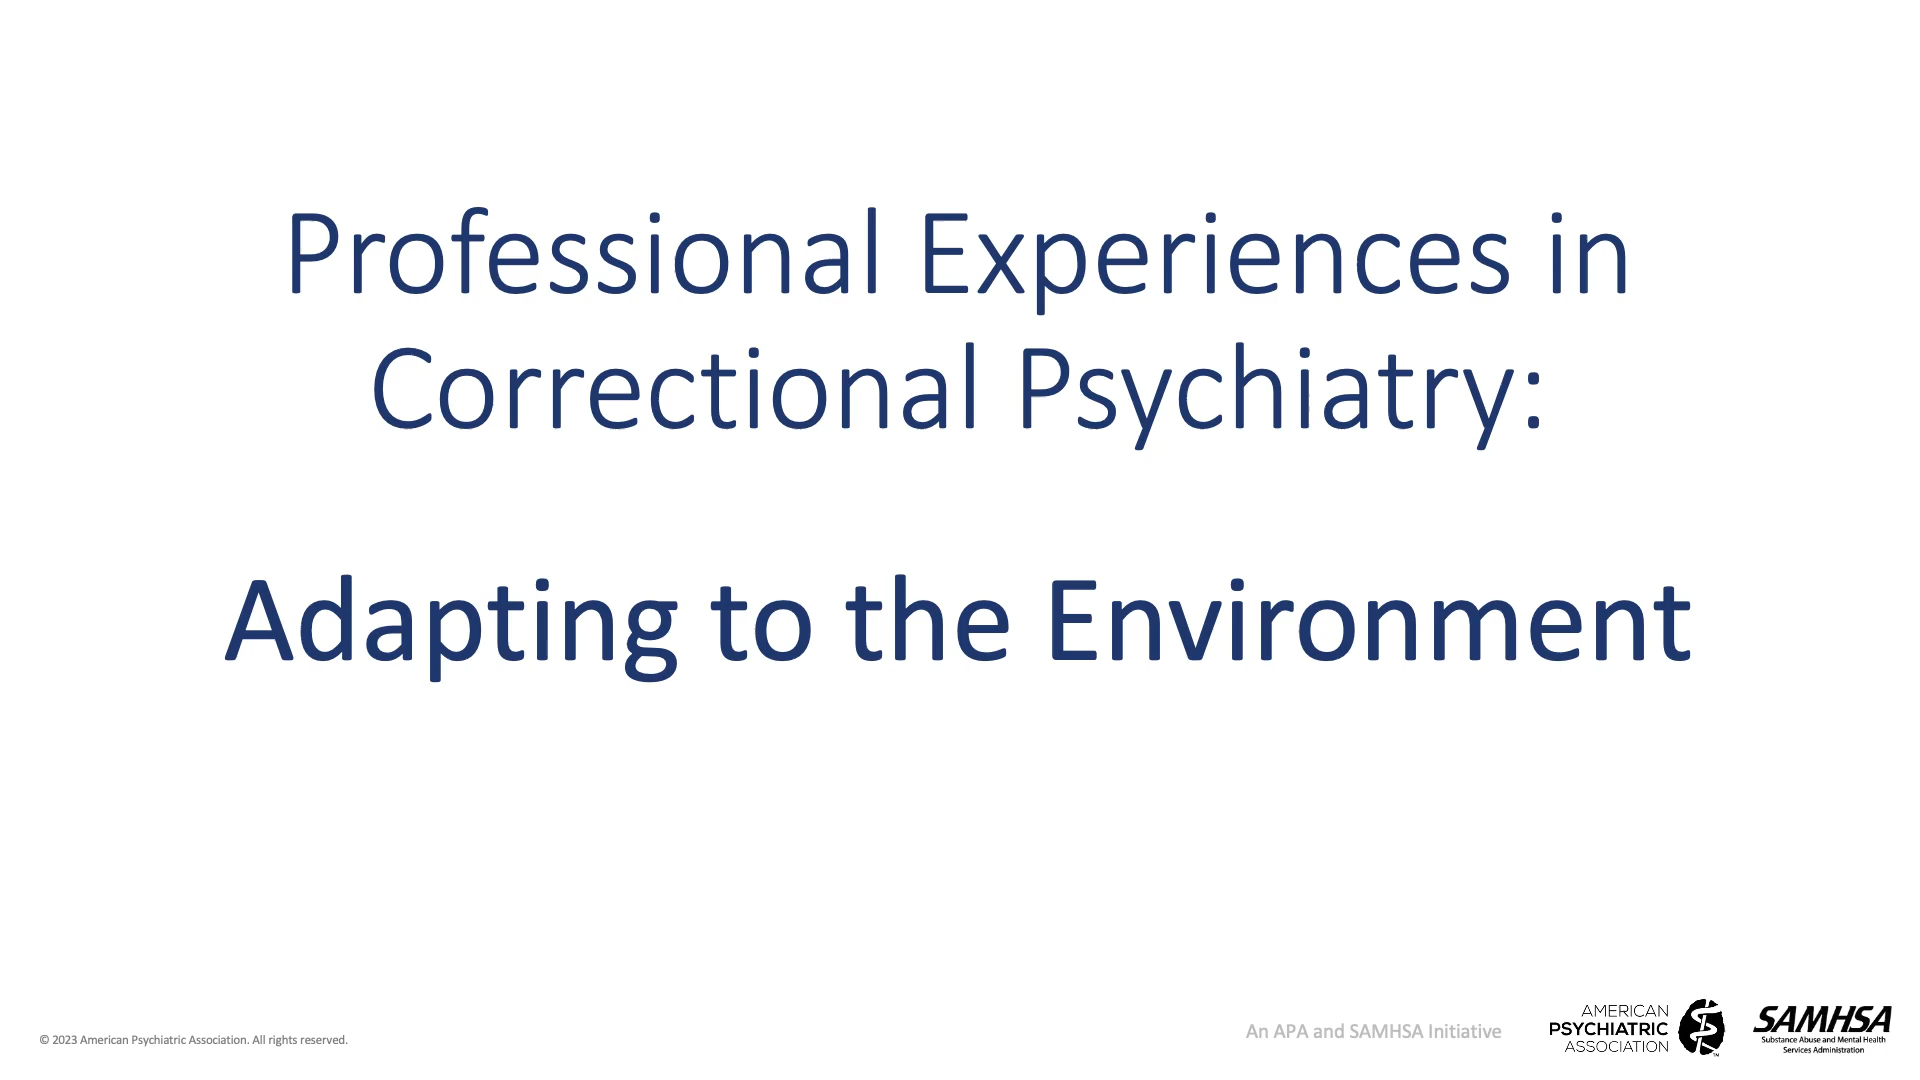 Professional Experiences in
Correctional Psychiatry:
Adapting to the Environment
© 2023 American Psychiatric Association. All rights reserved.
An APA and SAMHSA Initiative
AMERICAN
PSYCHIATRIC
ASSOCIATION
TM
SAMHSA
Substance Abuse and Mental Health
Services Administration